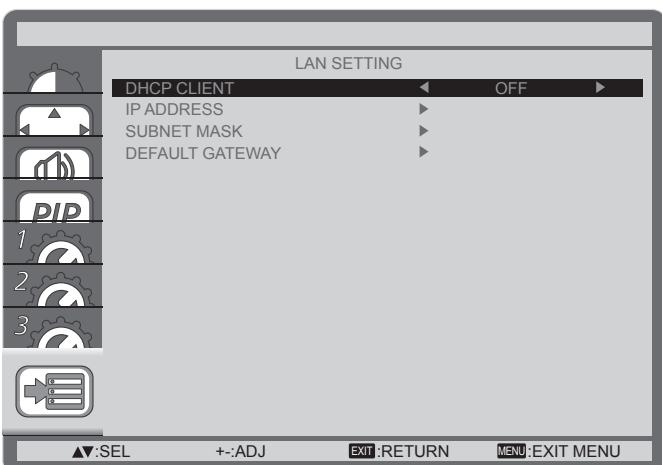 LAN SETTING
DHCP CLIENT ◀ OFF ▶
IP ADDRESS ▶
SUBNET MASK ▶
DEFAULT GATEWAY ▶
PIP
1
2
3
▲▼:SEL +-:ADJ EXIT:RETURN MENU:EXIT MENU